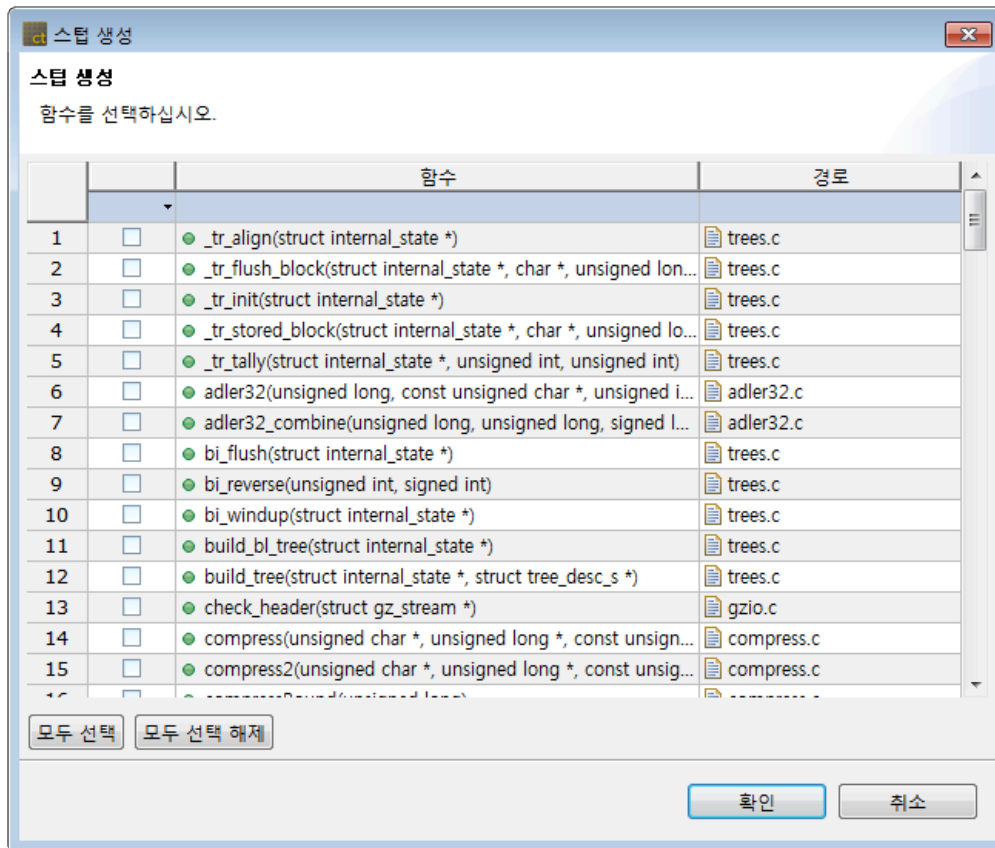 ct 스텁 생성
스텁 생성
함수를 선택하십시오.
함수 경로
1 _tr_align(struct internal_state *) trees.c
2 _tr_flush_block(struct internal_state *, char *, unsigned lon... trees.c
3 _tr_init(struct internal_state *) trees.c
4 _tr_stored_block(struct internal_state *, char *, unsigned lo... trees.c
5 _tr_tally(struct internal_state *, unsigned int, unsigned int) trees.c
6 adler32(unsigned long, const unsigned char *, unsigned i... adler32.c
7 adler32_combine(unsigned long, unsigned long, signed l... adler32.c
8 bi_flush(struct internal_state *) trees.c
9 bi_reverse(unsigned int, signed int) trees.c
10 bi_windup(struct internal_state *) trees.c
11 build_bl_tree(struct internal_state *) trees.c
12 build_tree(struct internal_state *, struct tree_desc_s *) trees.c
13 check_header(struct gz_stream *) gzio.c
14 compress(unsigned char *, unsigned long *, const unsign... compress.c
15 compress2(unsigned char *, unsigned long *, const unsig... compress.c
16 compressBound(unsigned long) compress.c
모두 선택 모두 선택 해제
확인 취소